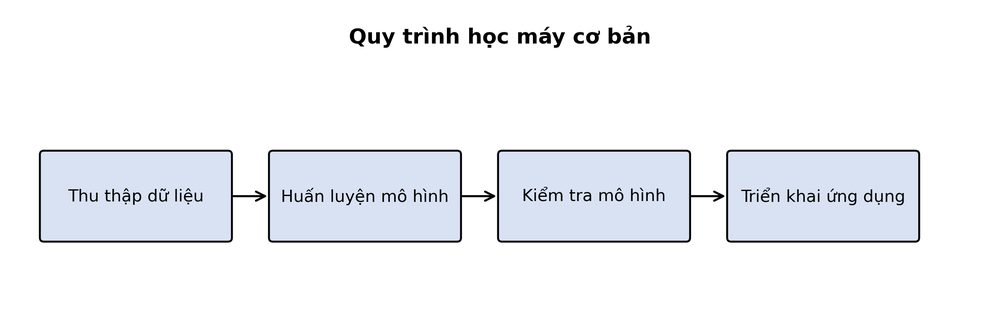 Quy trình học máy cơ bản
Thu thập dữ liệu
Huấn luyện mô hình
Kiểm tra mô hình
Triển khai ứng dụng